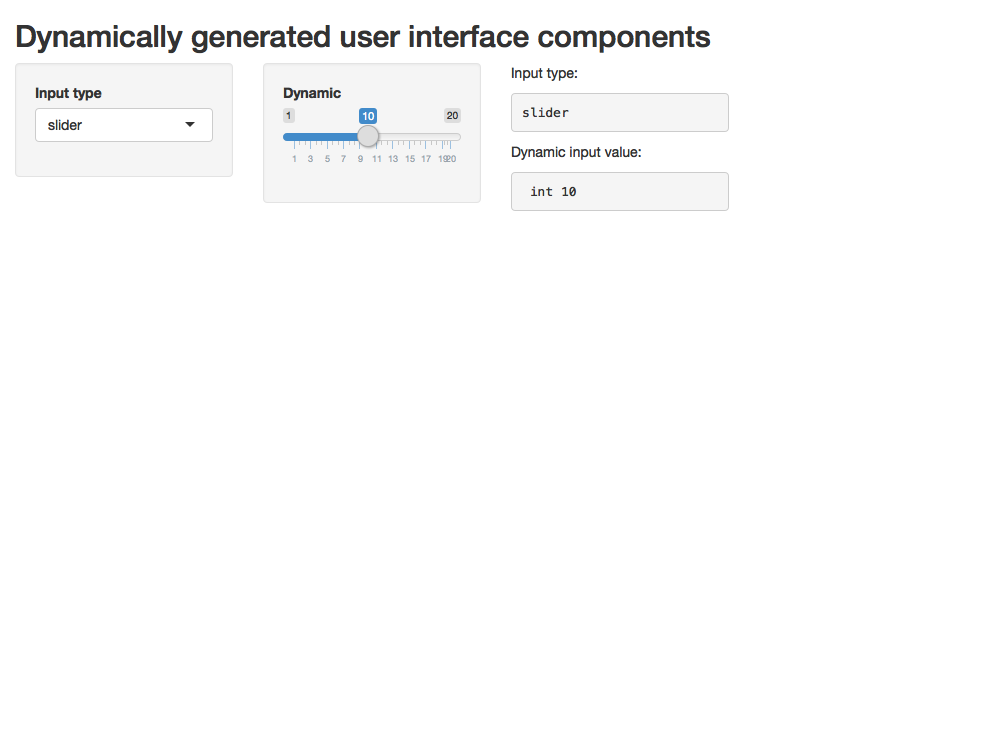 Dynamically generated user interface components
Input type
slider
Dynamic
1 10 20
1 3 5 7 9 11 13 15 17 19 20
Input type:
slider
Dynamic input value:
int 10